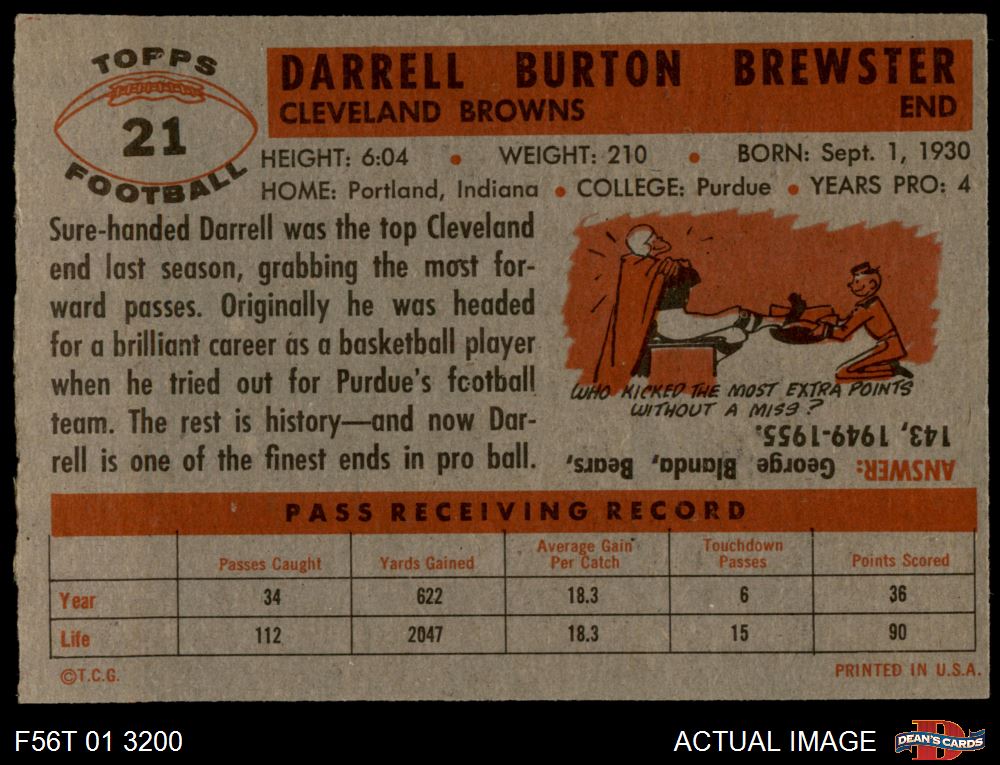 TOPPS
21
FOOTBALL
DARRELL BURTON BREWSTER
CLEVELAND BROWNS END
HEIGHT: 6:04 • WEIGHT: 210 • BORN: Sept. 1, 1930
HOME: Portland, Indiana • COLLEGE: Purdue • YEARS PRO: 4
Sure-handed Darrell was the top Cleveland
end last season, grabbing the most for-
ward passes. Originally he was headed
for a brilliant career as a basketball player
when he tried out for Purdue's football
team. The rest is history—and now Dar-
rell is one of the finest ends in pro ball.
WHO KICKED THE MOST EXTRA POINTS
WITHOUT A MISS?
ANSWER: George Blanda, Bears,
143, 1949-1955.
PASS RECEIVING RECORD
Passes Caught Yards Gained Average Gain Per Catch Touchdown Passes Points Scored
Year 34 622 18.3 6 36
Life 112 2047 18.3 15 90
©T.C.G. PRINTED IN U.S.A.
F56T 01 3200 ACTUAL IMAGE DEAN'S CARDS